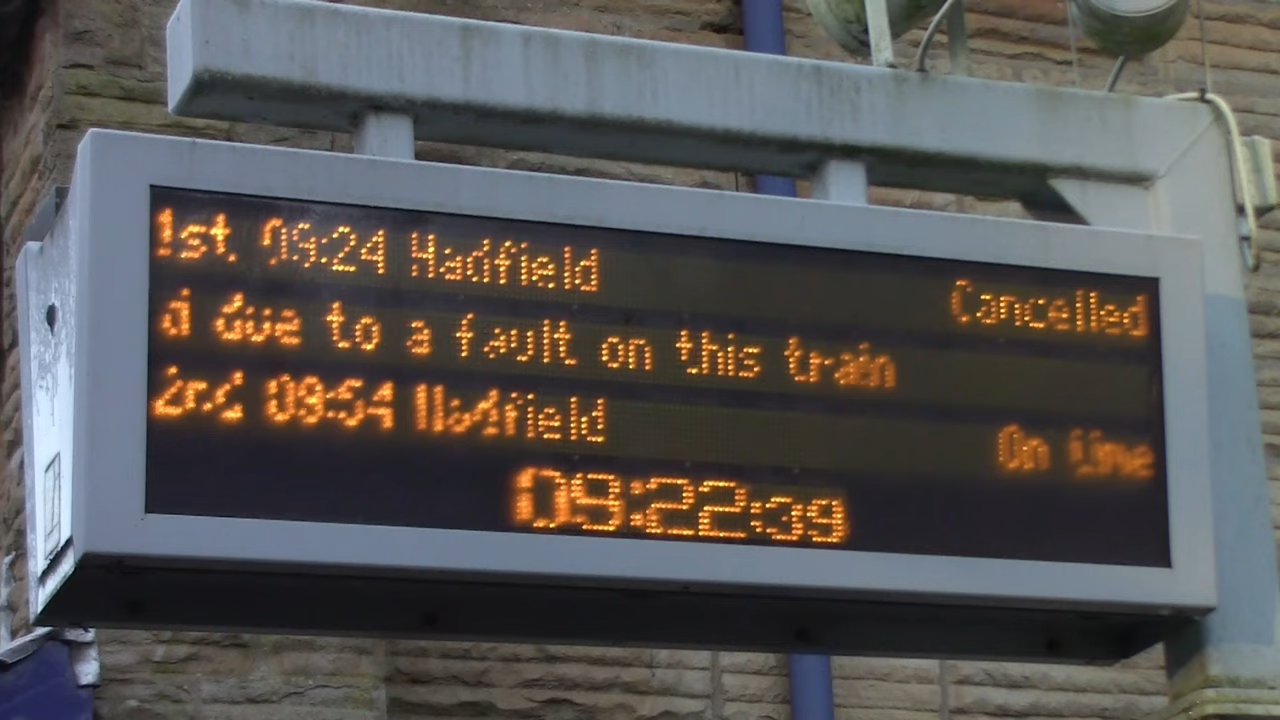 1st 09:24 Hadfield Cancelled
d due to a fault on this train
2nd 09:54 Hadfield On time
09:22:39